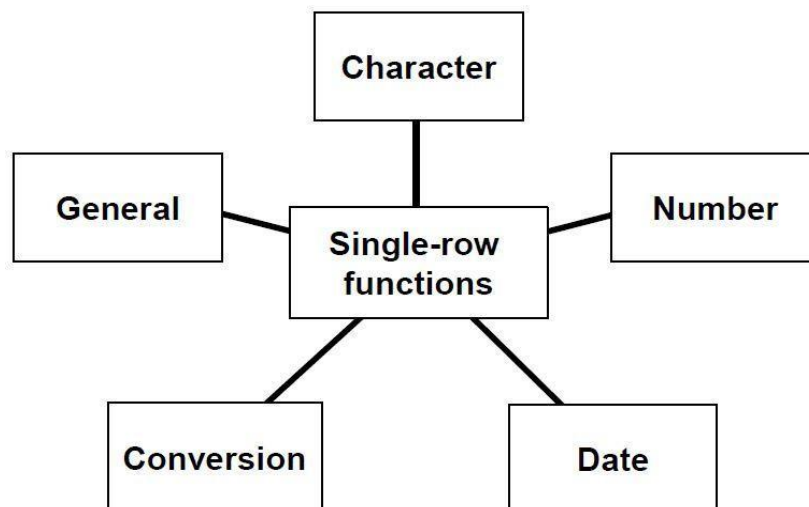 Character
General
Number
Single-row
functions
Conversion
Date